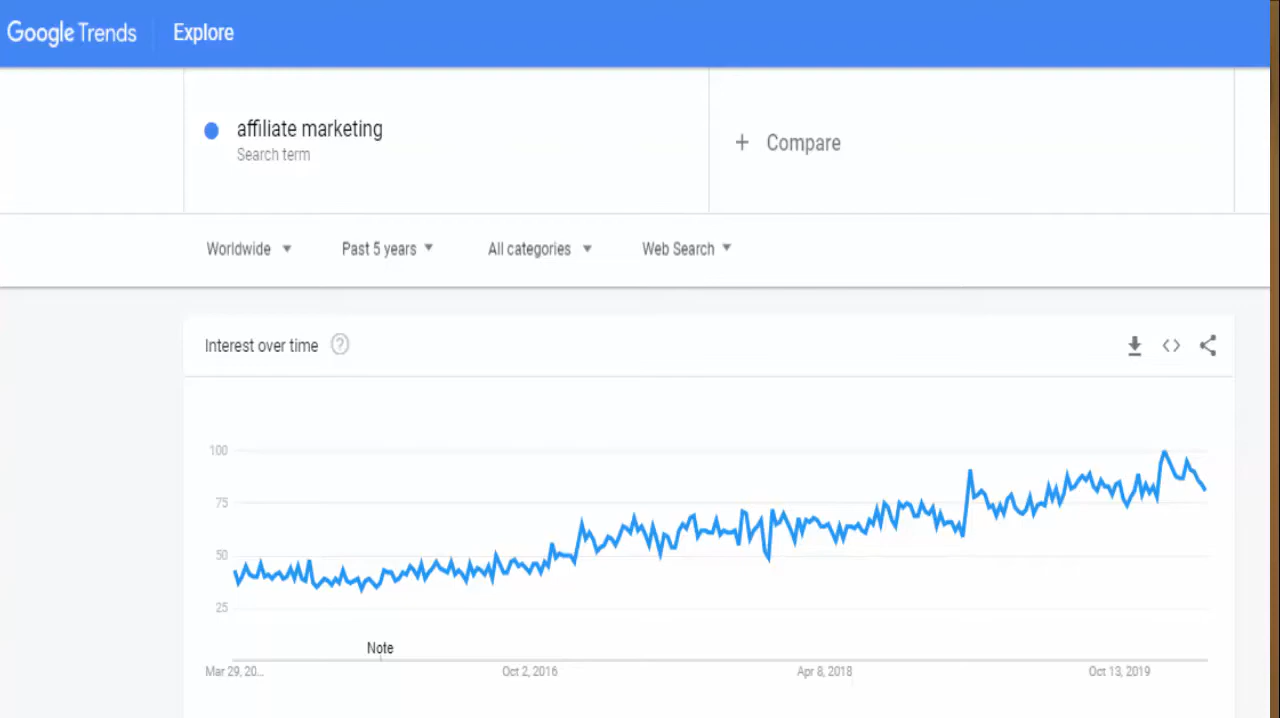 Google Trends Explore
affiliate marketing
Search term
+ Compare
Worldwide Past 5 years All categories Web Search
Interest over time ?
100
75
50
25
Note
Mar 29, 20... Oct 2, 2016 Apr 8, 2018 Oct 13, 2019